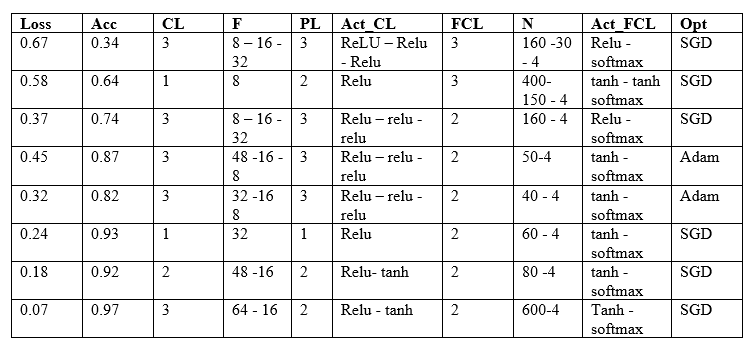 Loss Acc CL F PL Act_CL FCL N Act_FCL Opt
0.67 0.34 3 8 – 16 - 3 ReLU – Relu 3 160 -30 Relu - SGD
32 - Relu - 4 softmax
0.58 0.64 1 8 2 Relu 3 400- tanh - tanh SGD
150 - 4 softmax
0.37 0.74 3 8 – 16 - 3 Relu – relu - 2 160 - 4 Relu - SGD
32 relu softmax
0.45 0.87 3 48 -16 - 3 Relu – relu - 2 50-4 tanh - Adam
8 relu softmax
0.32 0.82 3 32 -16 3 Relu – relu - 2 40 - 4 tanh - Adam
8 relu softmax
0.24 0.93 1 32 1 Relu 2 60 - 4 tanh - SGD
softmax
0.18 0.92 2 48 -16 2 Relu- tanh 2 80 -4 tanh - SGD
softmax
0.07 0.97 3 64 - 16 2 Relu - tanh 2 600-4 Tanh - SGD
softmax